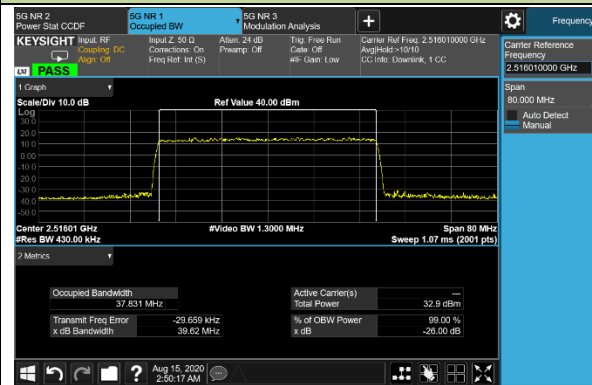 5G NR 2
Power Stat CCDF
5G NR 1
Occupied BW
5G NR 3
Modulation Analysis
Frequency
KEYSIGHT
Input: RF
Coupling: DC
Align: Off
Input Z: 50 Ω
Corrections: On
Freq Ref: Int (S)
Atten: 24 dB
Preamp: Off
Trig: Free Run
Gate: Off
#IF Gain: Low
Carrier Ref Freq: 2.516010000 GHz
Avg|Hold:>10/10
CC Info: Downlink, 1 CC
LXI PASS
Carrier Reference
Frequency
2.516010000 GHz
Span
80.000 MHz
Auto Detect
Manual
1 Graph
Scale/Div 10.0 dB
Ref Value 40.00 dBm
Log
30.0
20.0
10.0
0.00
-10.0
-20.0
-30.0
-40.0
-50.0
Center 2.51601 GHz
#Video BW 1.3000 MHz
Span 80 MHz
#Res BW 430.00 kHz
Sweep 1.07 ms (2001 pts)
2 Metrics
Occupied Bandwidth
37.831 MHz
Active Carrier(s)
---
Total Power
32.9 dBm
Transmit Freq Error
-29.659 kHz
% of OBW Power
99.00 %
x dB Bandwidth
39.62 MHz
x dB
-26.00 dB
?
Aug 15, 2020
2:50:17 AM